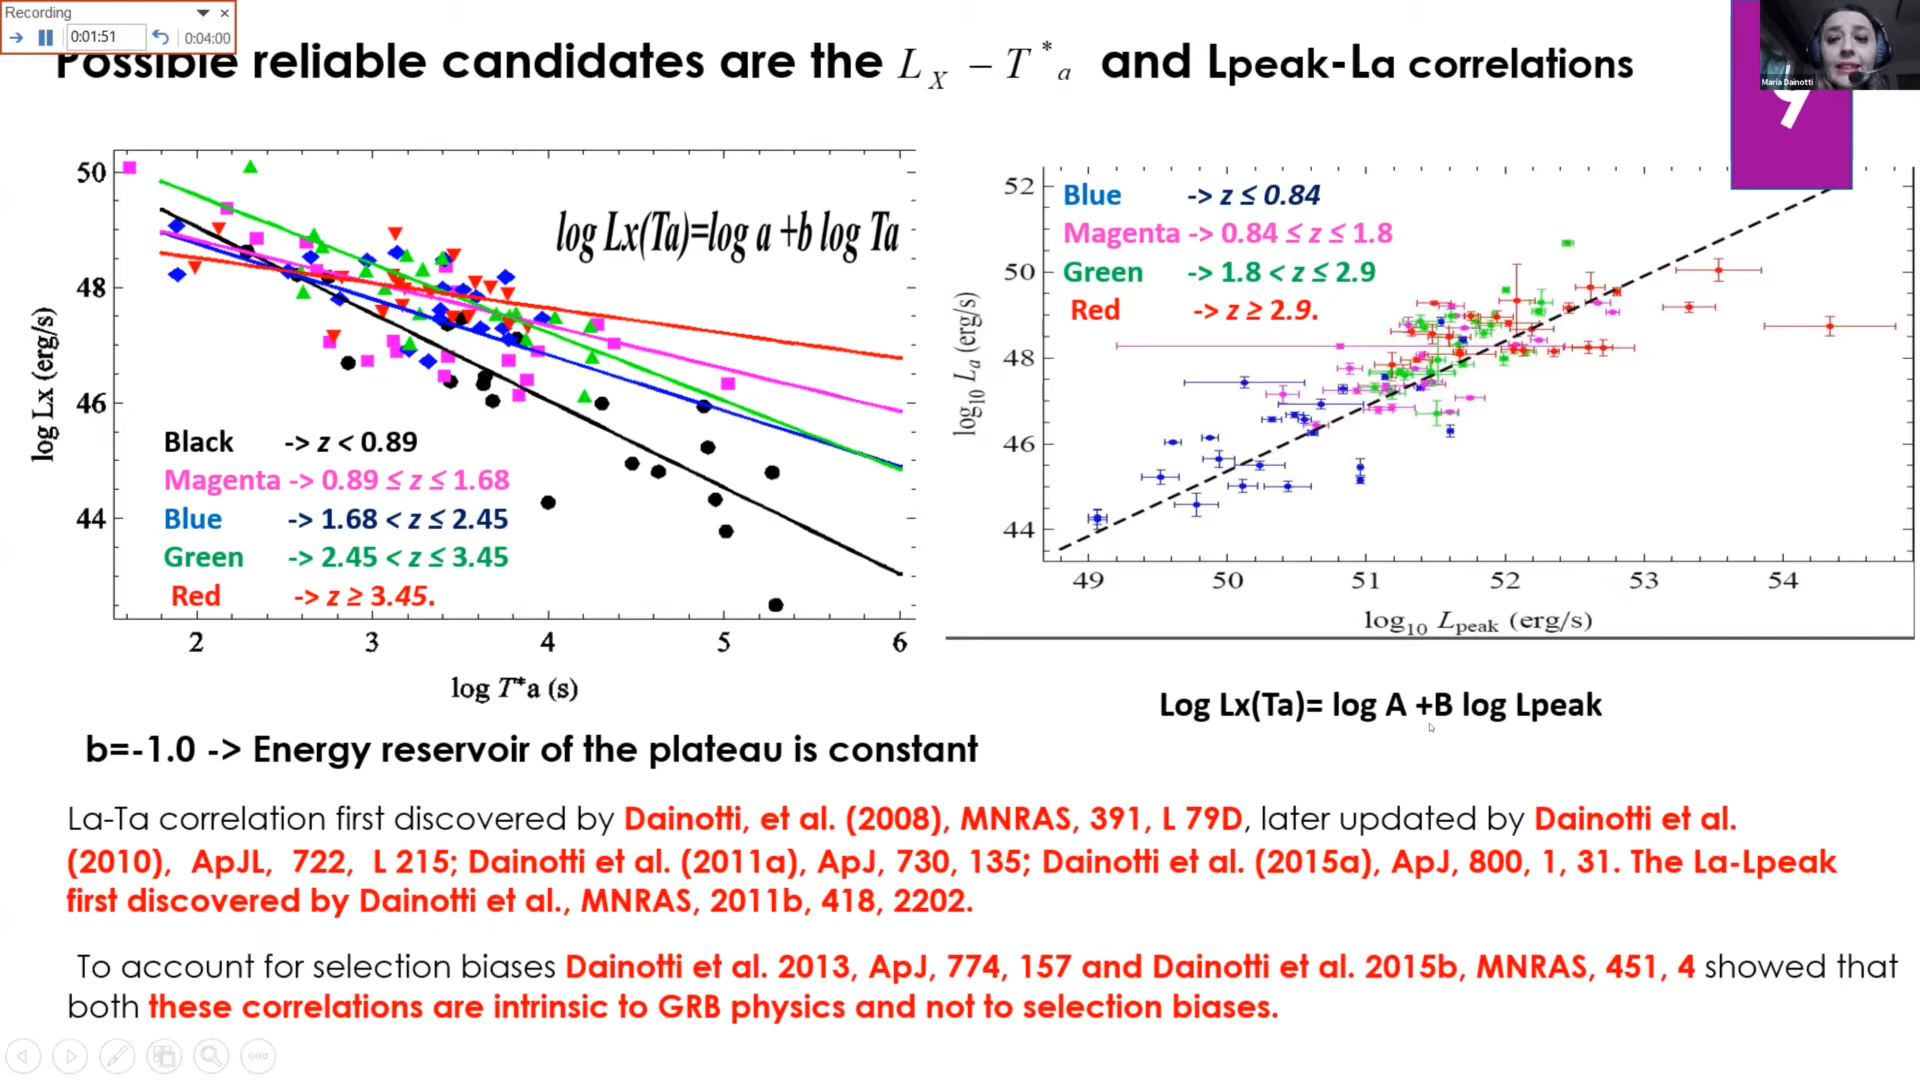 Recording
0:01:51
0:04:00
Possible reliable candidates are the L X – T * a and Lpeak-La correlations
9
Maria Dainotti
50
48
46
44
log Lx (erg/s)
log Lx(Ta)=log a +b log Ta
Black -> z < 0.89
Magenta -> 0.89 ≤ z ≤ 1.68
Blue -> 1.68 < z ≤ 2.45
Green -> 2.45 < z ≤ 3.45
Red -> z ≥ 3.45.
2 3 4 5 6
log T*a (s)
52
50
48
46
44
log10 La (erg/s)
Blue -> z ≤ 0.84
Magenta -> 0.84 ≤ z ≤ 1.8
Green -> 1.8 < z ≤ 2.9
Red -> z ≥ 2.9.
49 50 51 52 53 54
log10 Lpeak (erg/s)
Log Lx(Ta)= log A +B log Lpeak
b=-1.0 -> Energy reservoir of the plateau is constant
La-Ta correlation first discovered by Dainotti, et al. (2008), MNRAS, 391, L 79D, later updated by Dainotti et al.
(2010), ApJL, 722, L 215; Dainotti et al. (2011a), ApJ, 730, 135; Dainotti et al. (2015a), ApJ, 800, 1, 31. The La-Lpeak
first discovered by Dainotti et al., MNRAS, 2011b, 418, 2202.
To account for selection biases Dainotti et al. 2013, ApJ, 774, 157 and Dainotti et al. 2015b, MNRAS, 451, 4 showed that
both these correlations are intrinsic to GRB physics and not to selection biases.